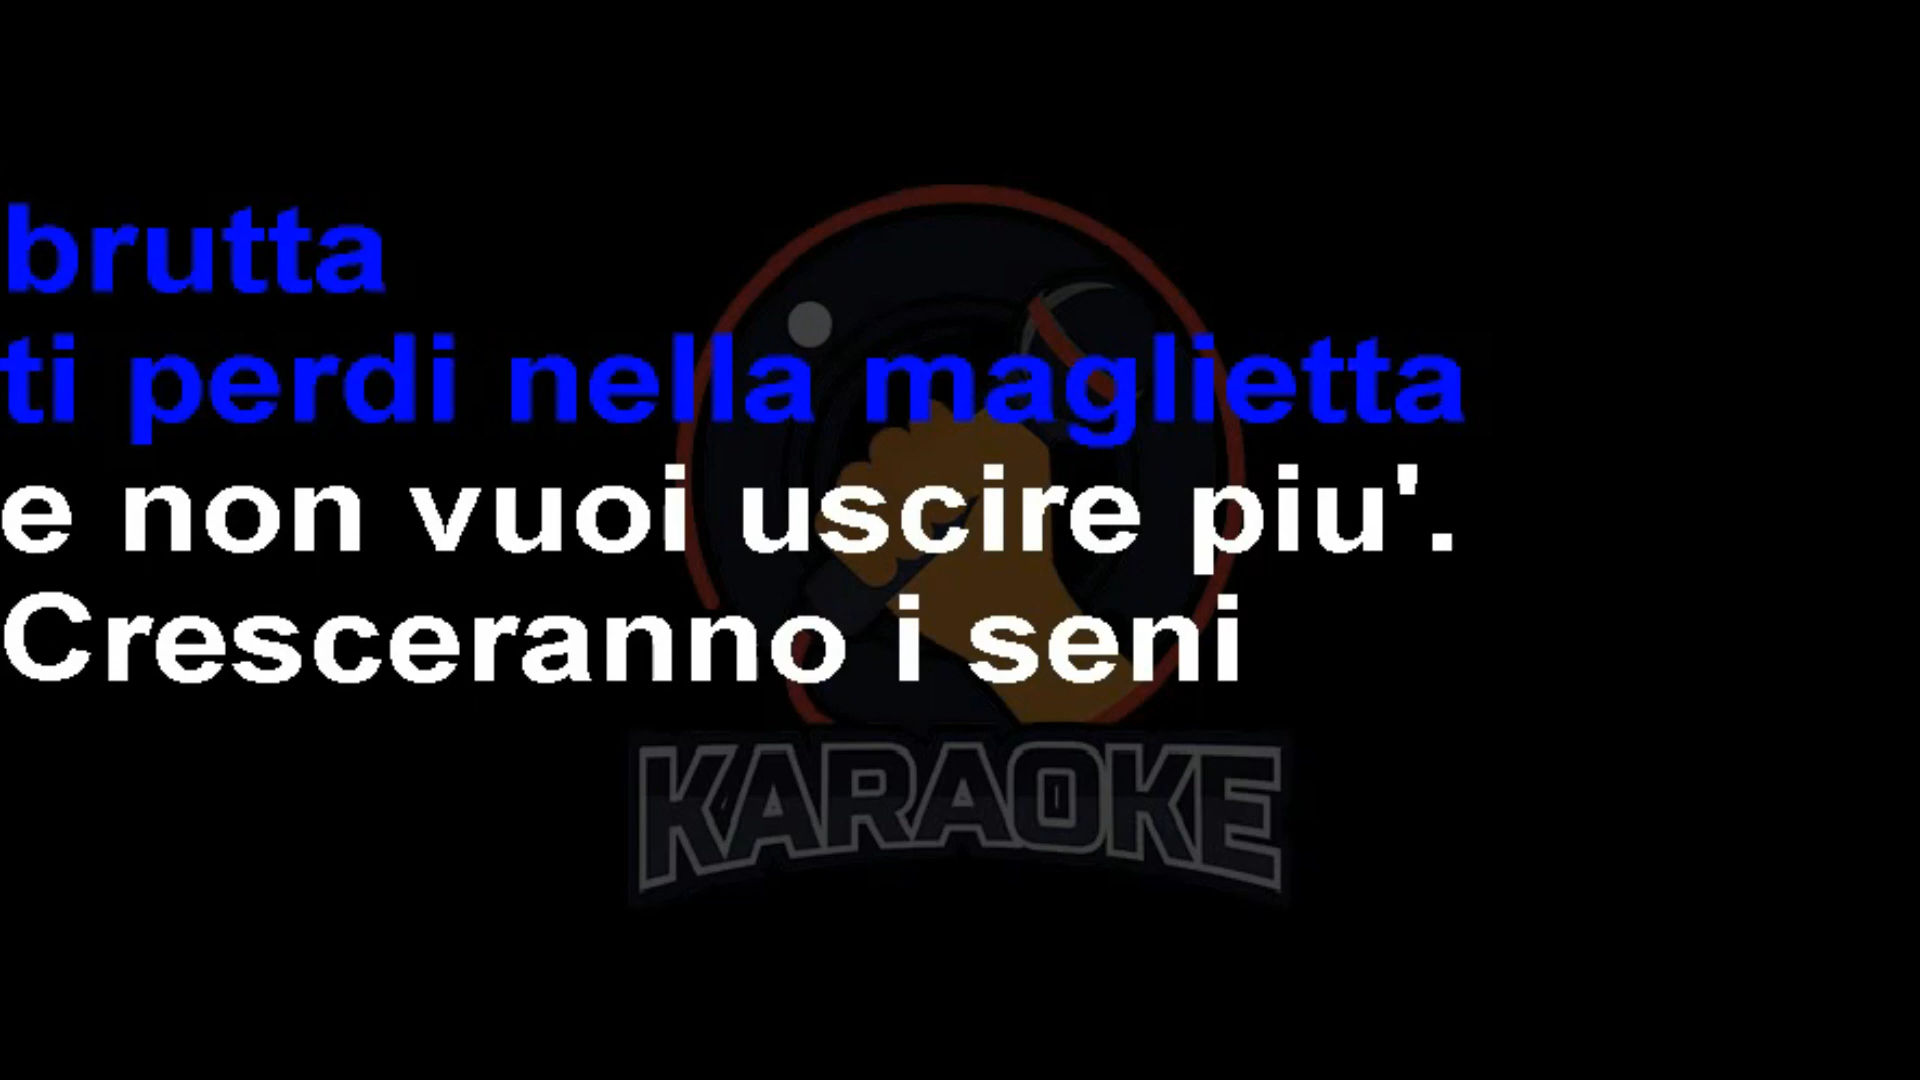 brutta
ti perdi nella maglietta
e non vuoi uscire piu'.
Cresceranno i seni
KARAOKE